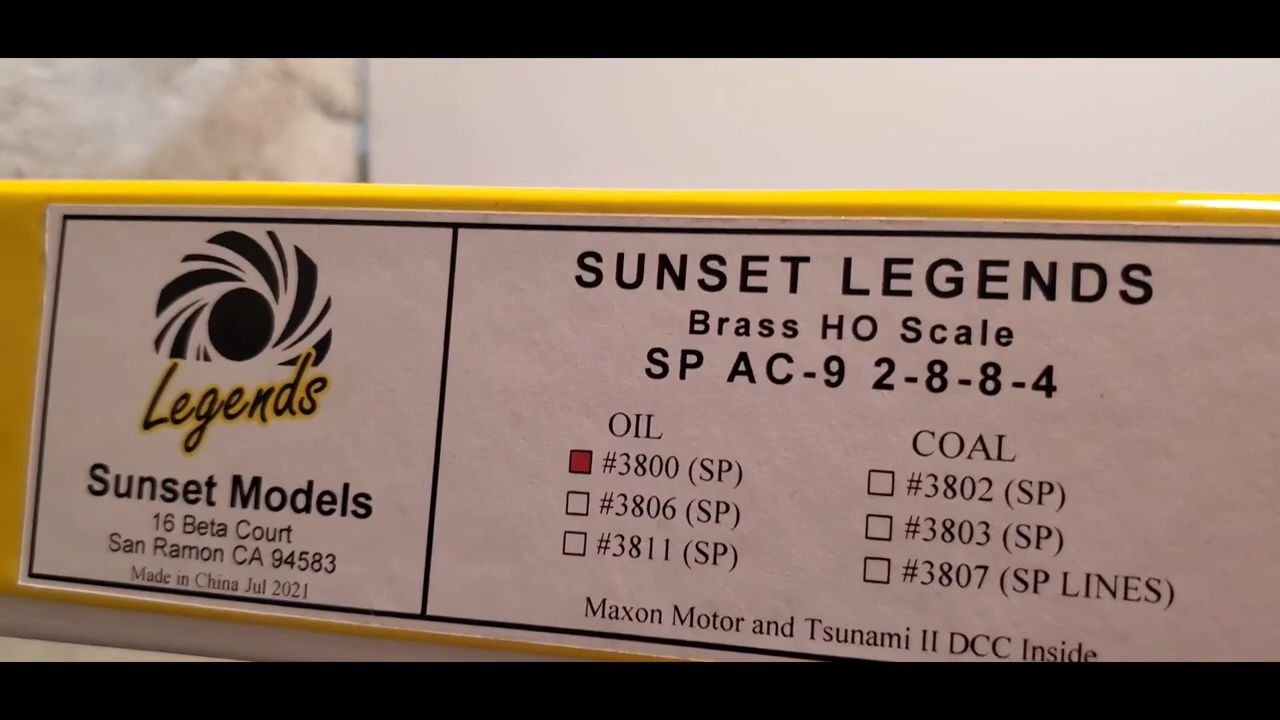 Legends
Sunset Models
16 Beta Court
San Ramon CA 94583
Made in China Jul 2021
SUNSET LEGENDS
Brass HO Scale
SP AC-9 2-8-8-4
OIL
#3800 (SP)
#3806 (SP)
#3811 (SP)
COAL
#3802 (SP)
#3803 (SP)
#3807 (SP LINES)
Maxon Motor and Tsunami II DCC Inside